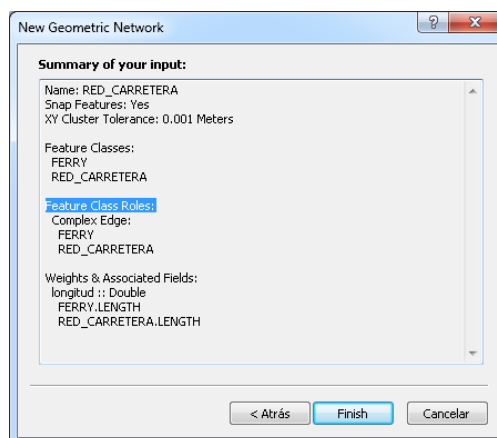 New Geometric Network
Summary of your input:
Name: RED_CARRETERA
Snap Features: Yes
XY Cluster Tolerance: 0.001 Meters
Feature Classes:
FERRY
RED_CARRETERA
Feature Class Roles:
Complex Edge:
FERRY
RED_CARRETERA
Weights & Associated Fields:
longitud :: Double
FERRY.LENGTH
RED_CARRETERA.LENGTH
< Atrás
Finish
Cancelar